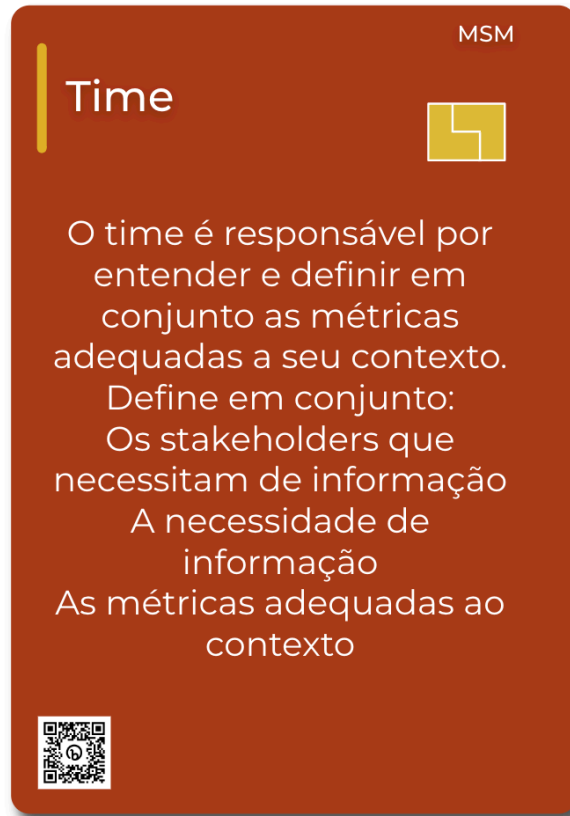 MSM
Time
O time é responsável por
entender e definir em
conjunto as métricas
adequadas a seu contexto.
Define em conjunto:
Os stakeholders que
necessitam de informação
A necessidade de
informação
As métricas adequadas ao
contexto